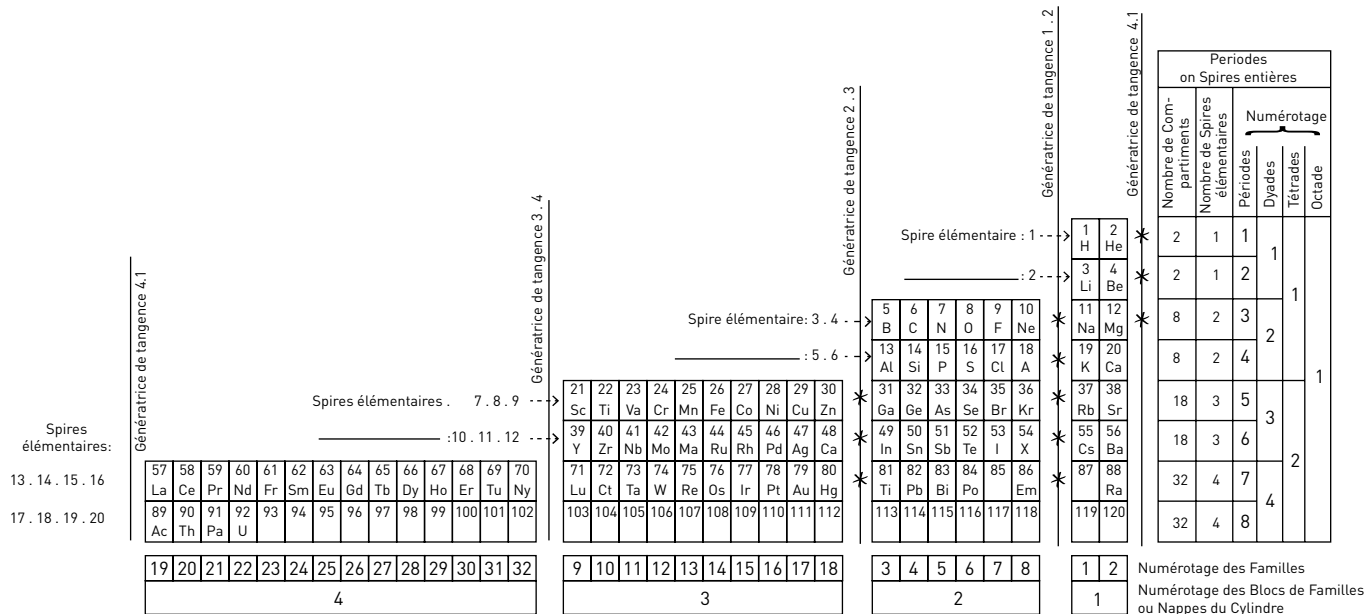 Periodes
on Spires entières
Nombre de Com-
partiments
Nombre de Spires
élémentaires
Numérotage
Périodes
Dyades
Tétrades
Octade
Génératrice de tangence 4.1
Génératrice de tangence 3 . 4
Génératrice de tangence 2 . 3
Génératrice de tangence 1 . 2
Génératrice de tangence 4.1
Spire élémentaire : 1
1 2
H He
2 1 1
: 2
3 4
Li Be
2 1 2
1
Spire élémentaire: 3 . 4
5 6 7 8 9 10 11 12
B C N O F Ne Na Mg
8 2 3
: 5 . 6
13 14 15 16 17 18 19 20
Al Si P S Cl A K Ca
8 2 4
2
1
Spires élémentaires . 7 . 8 . 9
21 22 23 24 25 26 27 28 29 30 31 32 33 34 35 36 37 38
Sc Ti Va Cr Mn Fe Co Ni Cu Zn Ga Ge As Se Br Kr Rb Sr
18 3 5
:10 . 11 . 12
39 40 41 42 43 44 45 46 47 48 49 50 51 52 53 54 55 56
Y Zr Nb Mo Ma Ru Rh Pd Ag Ca In Sn Sb Te I X Cs Ba
18 3 6
3
Spires
élémentaires:
13 . 14 . 15 . 16
57 58 59 60 61 62 63 64 65 66 67 68 69 70 71 72 73 74 75 76 77 78 79 80 81 82 83 84 85 86 87 88
La Ce Pr Nd Fr Sm Eu Gd Tb Dy Ho Er Tu Ny Lu Ct Ta W Re Os Ir Pt Au Hg Ti Pb Bi Po Em Ra
32 4 7
17 . 18 . 19 . 20
89 90 91 92 93 94 95 96 97 98 99 100 101 102 103 104 105 106 107 108 109 110 111 112 113 114 115 116 117 118 119 120
Ac Th Pa U
32 4 8
4
2
1
19 20 21 22 23 24 25 26 27 28 29 30 31 32 9 10 11 12 13 14 15 16 17 18 3 4 5 6 7 8 1 2 Numérotage des Familles
4 3 2 1 Numérotage des Blocs de Familles
ou Nappes du Cylindre